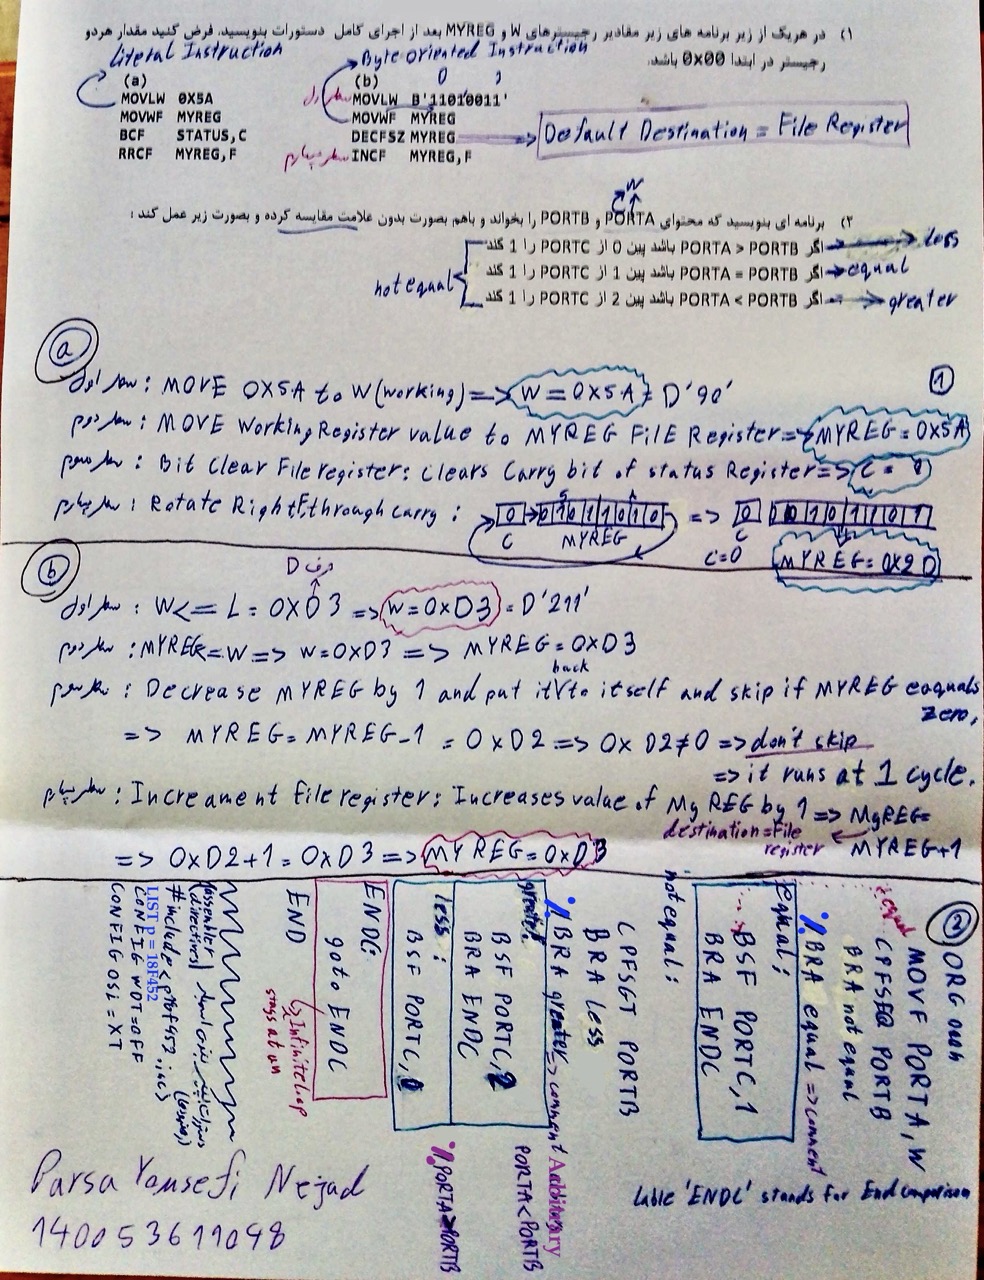 ۱) در هریک از زیر برنامه های زیر مقادیر رجیسترهای W و MYREG بعد از اجرای کامل دستورات بنویسید. فرض کنید مقدار هردو
رجیستر در ابتدا 0x00 باشد.
Literal Instruction
Byte oriented Instruction
(a)
MOVLW 0X5A
MOVWF MYREG
BCF STATUS,C
RRCF MYREG,F
(b)
سطر اول
MOVLW B'11010011'
MOVWF MYREG
DECFSZ MYREG
سطر چهارم
INCF MYREG,F
Default Destination = File Register
W
۲) برنامه ای بنویسید که محتوای PORTA و PORTB را بخواند و باهم بصورت بدون علامت مقایسه کرده و بصورت زیر عمل کند :
اگر PORTA > PORTB باشد پین 0 از PORTC را 1 کند
less
اگر PORTA = PORTB باشد پین 1 از PORTC را 1 کند
equal
اگر PORTA < PORTB باشد پین 2 از PORTC را 1 کند
greater
not equal
a
1
سطر اول : MOVE 0X5A to W(working) => W = 0X5A = D'90'
سطر دوم : MOVE Working Register value to MYREG File Register => MYREG = 0X5A
سطر سوم : Bit Clear File register: clears Carry bit of status Register => C = 0
سطر چهارم : Rotate Right F through carry : 0 → 0 1 0 1 1 0 1 0 => 0 0 0 1 0 1 1 0 1
C MYREG C
C=0 MYREG = 0X2D
b
حرف D
سطر اول : W <= L = 0XD3 => W = 0XD3 = D'211'
سطر دوم : MYREG <= W => W = 0XD3 => MYREG = 0XD3
back
سطر سوم : Decrease MYREG by 1 and put it to itself and skip if MYREG eaquals
zero,
=> MYREG = MYREG - 1 = 0XD2 => 0X D2 ≠ 0 => don't skip
=> it runs at 1 cycle.
سطر چهارم : Increament file register: Increases value of MyREG by 1 => MyREG =
MYREG+1
destination = File
register
=> 0XD2 + 1 = 0XD3 => MYREG = 0XD3
2
ORG 00h
MOVF PORTA, W
CPFSEQ PORTB
BRA not equal
% BRA equal => comment
equal :
BSF PORTC, 1
BRA ENDC
not equal :
CPFSGT PORTB
BRA less
% BRA greater => comment Additionary
greater:
PORTA < PORTB
BSF PORTC, 2
BRA ENDC
less :
BSF PORTC, 0
% PORTA > PORTB
ENDC:
goto ENDC
END
Infinite loop
stays at un
(assembler directives)
#include <P18F452.inc>
LIST P = 18F452
CONFIG WDT = OFF
CONFIG OSC = XT
Lable 'ENDC' stands for End comparison
Parsa Yousefi Nejad
140053611048